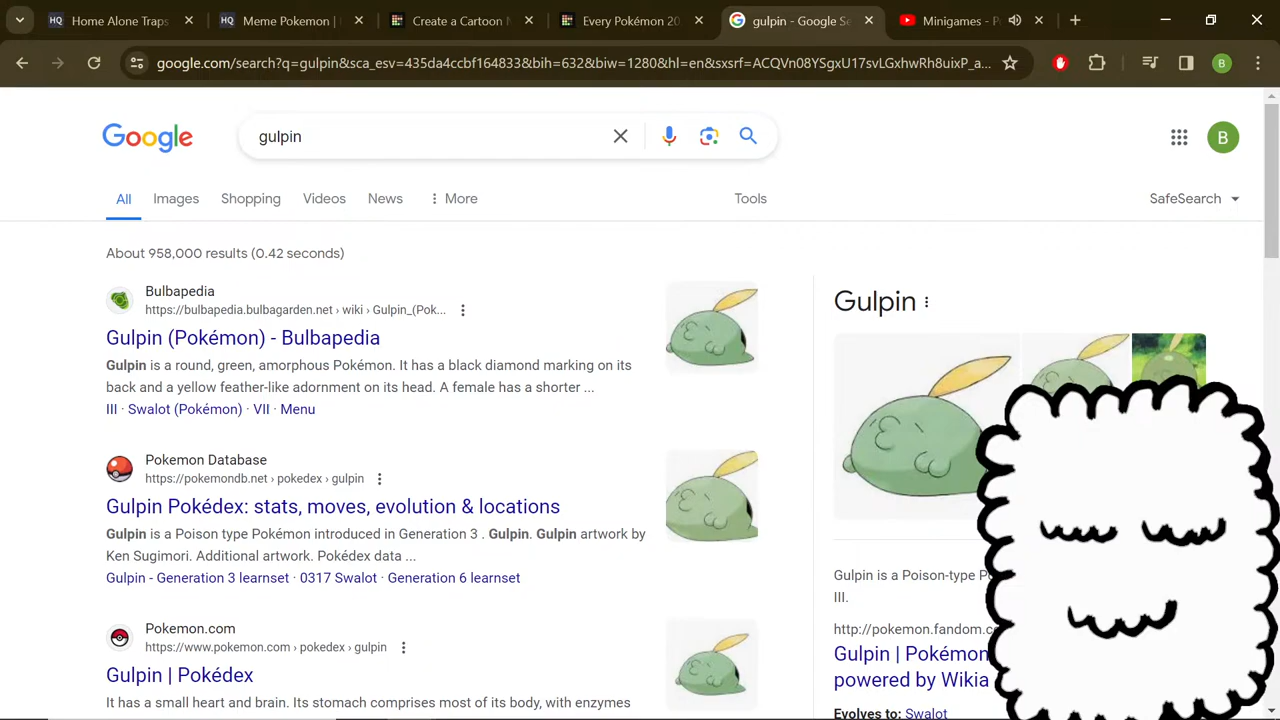 HQ Home Alone Traps
HQ Meme Pokemon |
Create a Cartoon
Every Pokémon 20
gulpin - Google Se
Minigames - P
google.com/search?q=gulpin&sca_esv=435da4ccbf164833&bih=632&biw=1280&hl=en&sxsrf=ACQVn08YSgxU17svLGxhwRh8uixP_a...
B
Google
gulpin
B
All Images Shopping Videos News More
Tools
SafeSearch
About 958,000 results (0.42 seconds)
Bulbapedia
https://bulbapedia.bulbagarden.net › wiki › Gulpin_(Pok...
Gulpin (Pokémon) - Bulbapedia
Gulpin is a round, green, amorphous Pokémon. It has a black diamond marking on its
back and a yellow feather-like adornment on its head. A female has a shorter ...
III · Swalot (Pokémon) · VII · Menu
Pokemon Database
https://pokemondb.net › pokedex › gulpin
Gulpin Pokédex: stats, moves, evolution & locations
Gulpin is a Poison type Pokémon introduced in Generation 3 . Gulpin. Gulpin artwork by
Ken Sugimori. Additional artwork. Pokédex data ...
Gulpin - Generation 3 learnset · 0317 Swalot · Generation 6 learnset
Pokemon.com
https://www.pokemon.com › pokedex › gulpin
Gulpin | Pokédex
It has a small heart and brain. Its stomach comprises most of its body, with enzymes
Gulpin
Gulpin is a Poison-type P
III.
http://pokemon.fandom.c
Gulpin | Pokémon
powered by Wikia
Evolves to: Swalot